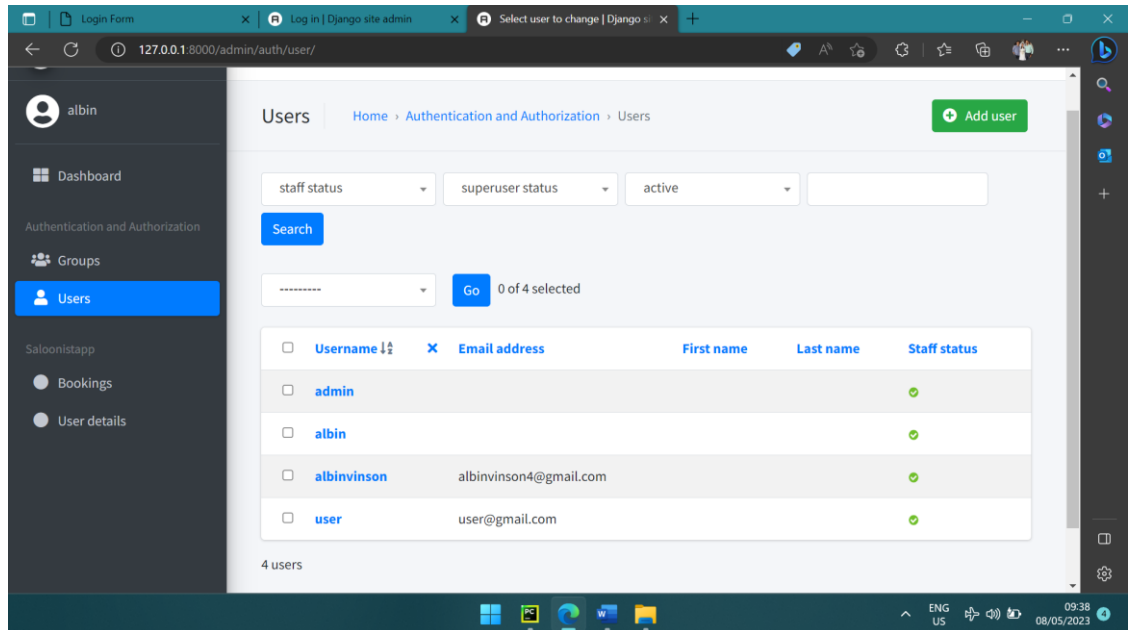 Login Form
Log in | Django site admin
Select user to change | Django si
127.0.0.1:8000/admin/auth/user/
albin
Dashboard
Authentication and Authorization
Groups
Users
Saloonistapp
Bookings
User details
Users Home › Authentication and Authorization › Users Add user
staff status superuser status active
Search
--------- Go 0 of 4 selected
Username Email address First name Last name Staff status
admin
albin
albinvinson albinvinson4@gmail.com
user user@gmail.com
4 users
ENG
US
09:38
08/05/2023
4